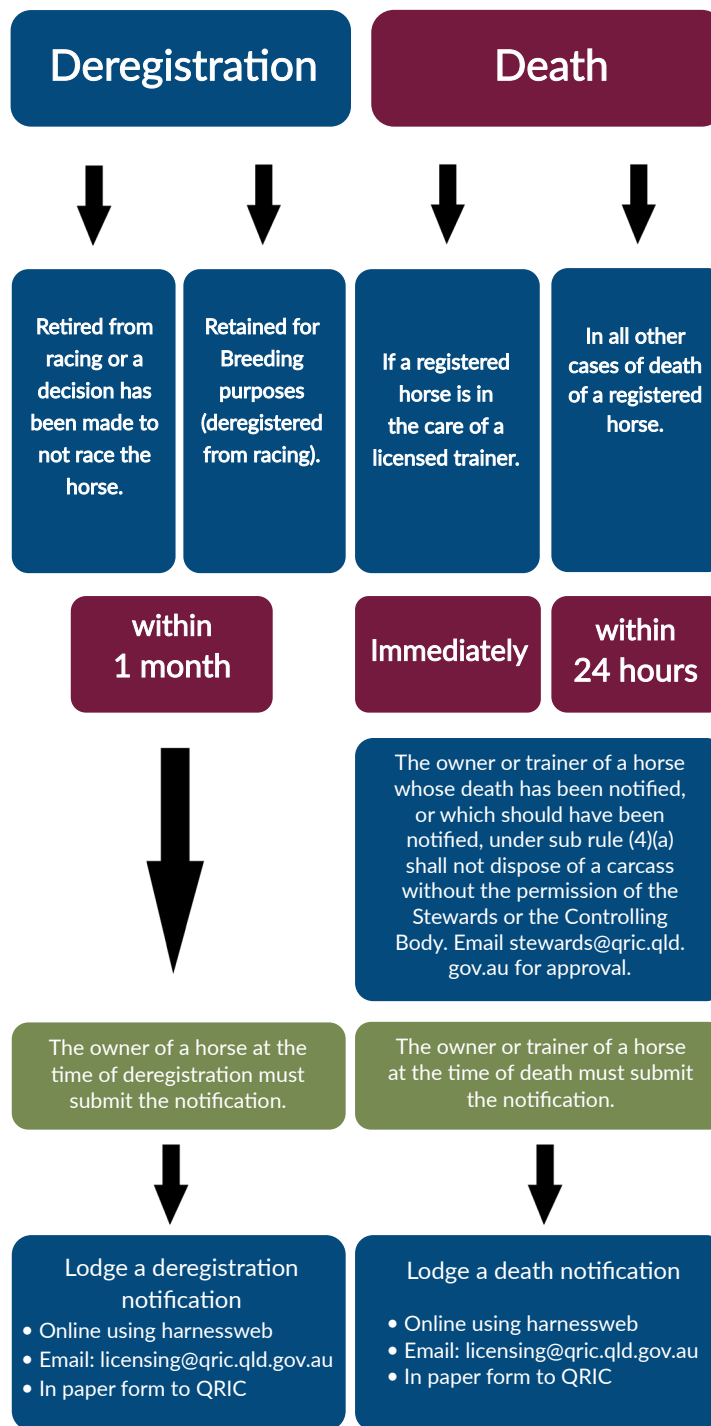 Deregistration
Death
Retired from
racing or a
decision has
been made to
not race the
horse.
Retained for
Breeding
purposes
(deregistered
from racing).
If a registered
horse is in
the care of a
licensed trainer.
In all other
cases of death
of a registered
horse.
within
1 month
Immediately
within
24 hours
The owner or trainer of a horse
whose death has been notified,
or which should have been
notified, under sub rule (4)(a)
shall not dispose of a carcass
without the permission of the
Stewards or the Controlling
Body. Email stewards@qric.qld.
gov.au for approval.
The owner of a horse at the
time of deregistration must
submit the notification.
The owner or trainer of a horse
at the time of death must submit
the notification.
Lodge a deregistration
notification
• Online using harnessweb
• Email: licensing@qric.qld.gov.au
• In paper form to QRIC
Lodge a death notification
• Online using harnessweb
• Email: licensing@qric.qld.gov.au
• In paper form to QRIC